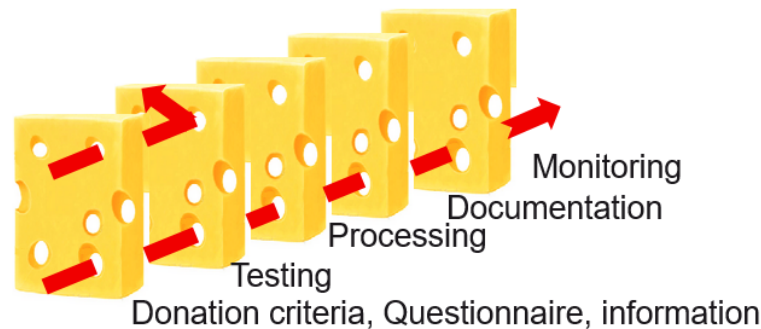 Monitoring
Documentation
Processing
Testing
Donation criteria, Questionnaire, information